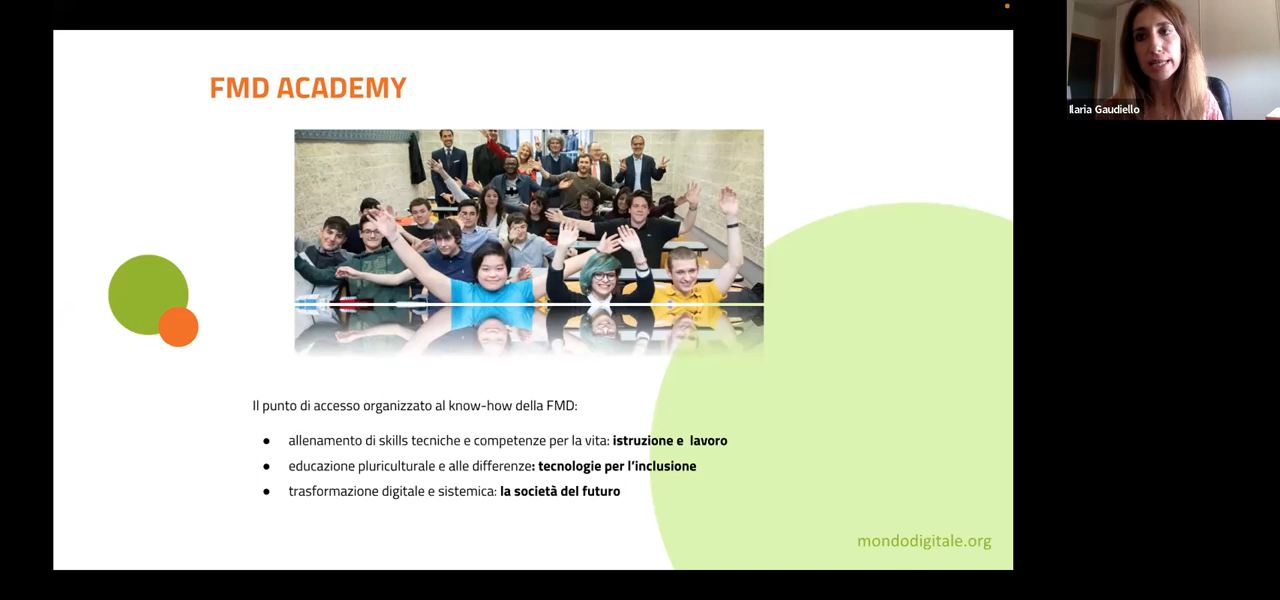 FMD ACADEMY
Ilaria Gaudiello
Il punto di accesso organizzato al know-how della FMD:
● allenamento di skills tecniche e competenze per la vita: istruzione e  lavoro
● educazione pluriculturale e alle differenze: tecnologie per l'inclusione
● trasformazione digitale e sistemica: la società del futuro
mondodigitale.org